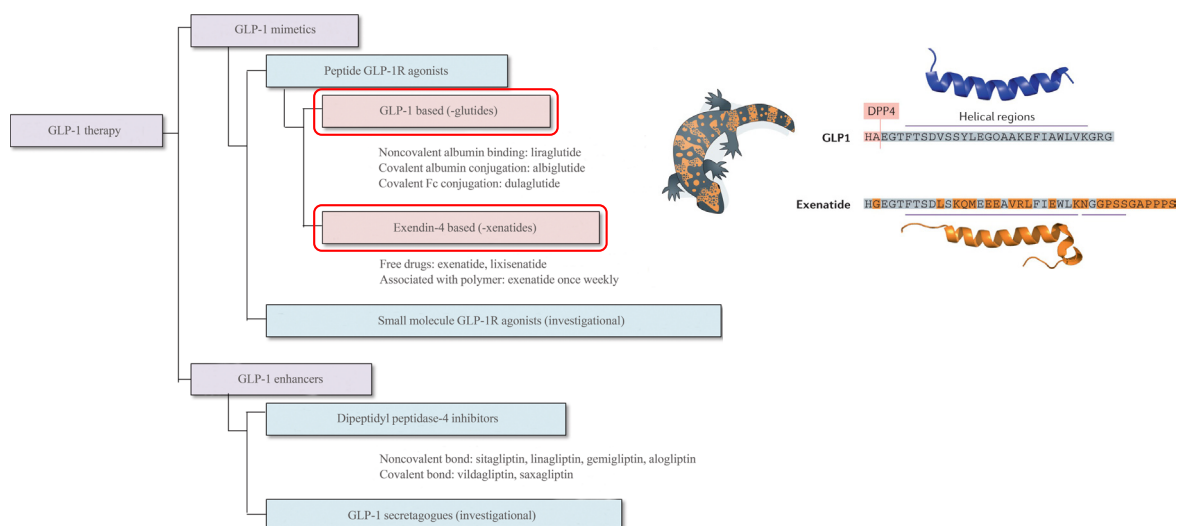 GLP-1 mimetics
Peptide GLP-1R agonists
GLP-1 based (-glutides)
GLP-1 therapy
Noncovalent albumin binding: liraglutide
Covalent albumin conjugation: albiglutide
Covalent Fc conjugation: dulaglutide
Exendin-4 based (-xenatides)
Free drugs: exenatide, lixisenatide
Associated with polymer: exenatide once weekly
Small molecule GLP-1R agonists (investigational)
GLP-1 enhancers
Dipeptidyl peptidase-4 inhibitors
Noncovalent bond: sitagliptin, linagliptin, gemigliptin, alogliptin
Covalent bond: vildagliptin, saxagliptin
GLP-1 secretagogues (investigational)
DPP4
Helical regions
GLP1 HAEGTFTSDVSSYLEGOAAKEFIAWLVKGRG
Exenatide HGEGTFTSDLSKQMEEEAVRLFIEWLKNGGPSSGAPPPS